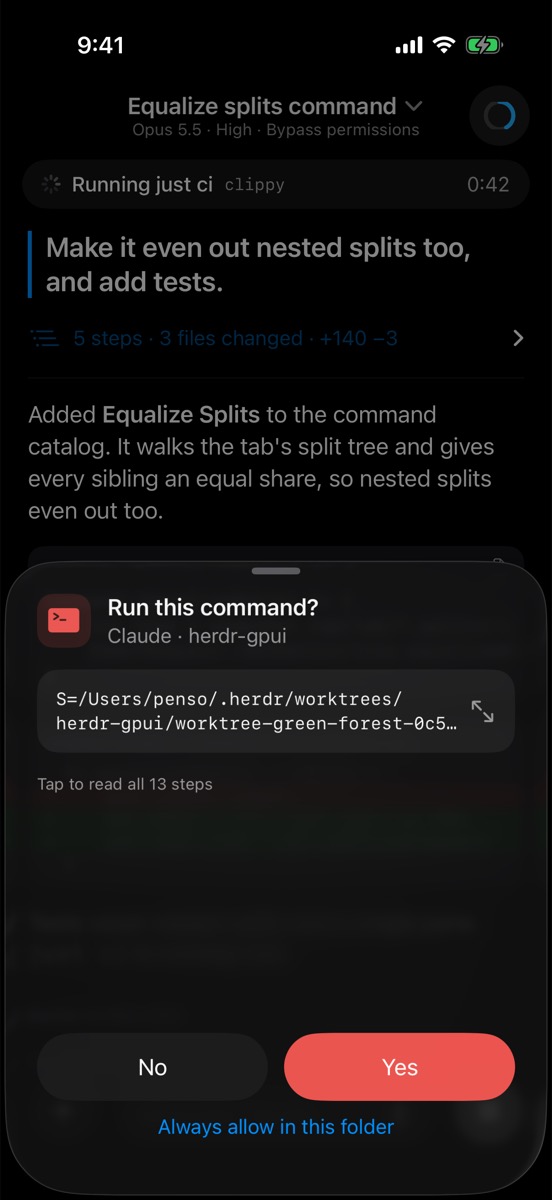 9:41
Equalize splits command
Opus 5.5 · High · Bypass permissions
Running just ci clippy 0:42
Make it even out nested splits too,
and add tests.
5 steps · 3 files changed · +140 −3
Added Equalize Splits to the command
catalog. It walks the tab's split tree and gives
every sibling an equal share, so nested splits
even out too.
Run this command?
Claude · herdr-gpui
S=/Users/penso/.herdr/worktrees/
herdr-gpui/worktree-green-forest-0c5…
Tap to read all 13 steps
No
Yes
Always allow in this folder